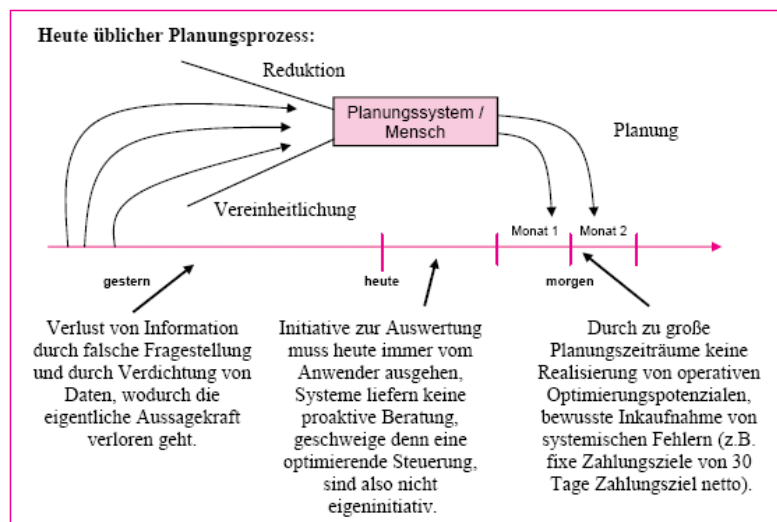 Heute üblicher Planungsprozess:
Reduktion
Planungssystem /
Mensch
Planung
Vereinheitlichung
Monat 1
Monat 2
gestern
heute
morgen
Verlust von Information
durch falsche Fragestellung
und durch Verdichtung von
Daten, wodurch die
eigentliche Aussagekraft
verloren geht.
Initiative zur Auswertung
muss heute immer vom
Anwender ausgehen,
Systeme liefern keine
proaktive Beratung,
geschweige denn eine
optimierende Steuerung,
sind also nicht
eigeninitiativ.
Durch zu große
Planungszeiträume keine
Realisierung von operativen
Optimierungspotenzialen,
bewusste Inkaufnahme von
systemischen Fehlern (z.B.
fixe Zahlungsziele von 30
Tage Zahlungsziel netto).